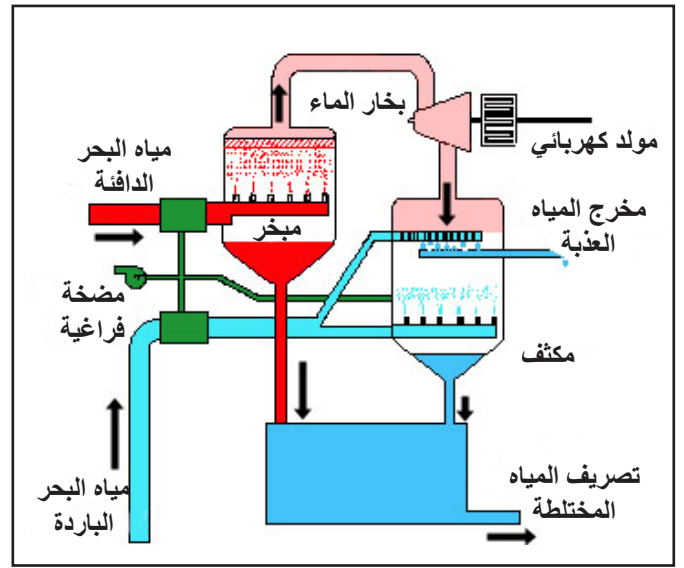 بخار الماء
مولد كهربائي
مياه البحر
الدافئة
مخرج المياه
العذبة
مبخر
مضخة
فراغية
مكثف
تصريف المياه
المختلطة
مياه البحر
الباردة